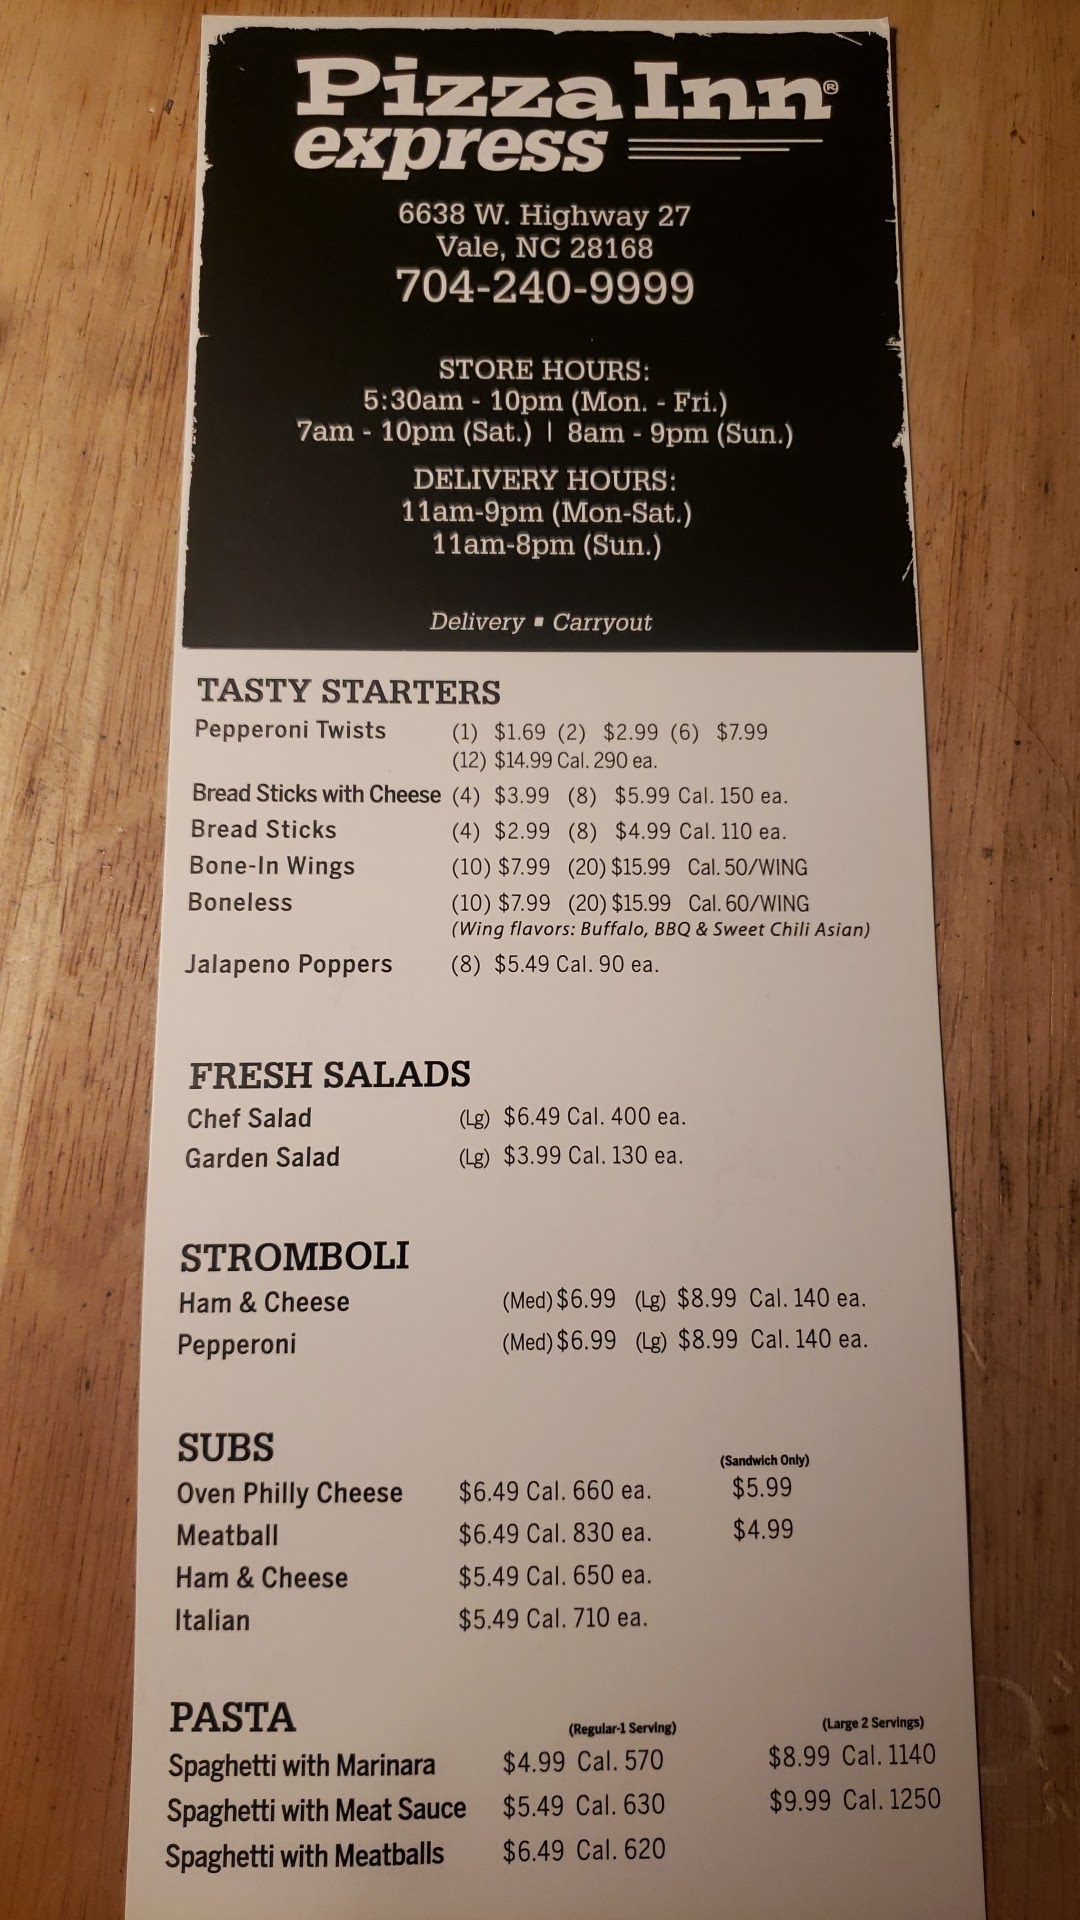 Pizza Inn®
express
6638 W. Highway 27
Vale, NC 28168
704-240-9999
STORE HOURS:
5:30am - 10pm (Mon. - Fri.)
7am - 10pm (Sat.) | 8am - 9pm (Sun.)
DELIVERY HOURS:
11am-9pm (Mon-Sat.)
11am-8pm (Sun.)
Delivery ▪ Carryout
TASTY STARTERS
Pepperoni Twists (1) $1.69 (2) $2.99 (6) $7.99
(12) $14.99 Cal. 290 ea.
Bread Sticks with Cheese (4) $3.99 (8) $5.99 Cal. 150 ea.
Bread Sticks (4) $2.99 (8) $4.99 Cal. 110 ea.
Bone-In Wings (10) $7.99 (20) $15.99 Cal. 50/WING
Boneless (10) $7.99 (20) $15.99 Cal. 60/WING
(Wing flavors: Buffalo, BBQ & Sweet Chili Asian)
Jalapeno Poppers (8) $5.49 Cal. 90 ea.
FRESH SALADS
Chef Salad (Lg) $6.49 Cal. 400 ea.
Garden Salad (Lg) $3.99 Cal. 130 ea.
STROMBOLI
Ham & Cheese (Med) $6.99 (Lg) $8.99 Cal. 140 ea.
Pepperoni (Med) $6.99 (Lg) $8.99 Cal. 140 ea.
SUBS (Sandwich Only)
Oven Philly Cheese $6.49 Cal. 660 ea. $5.99
Meatball $6.49 Cal. 830 ea. $4.99
Ham & Cheese $5.49 Cal. 650 ea.
Italian $5.49 Cal. 710 ea.
PASTA (Regular-1 Serving) (Large 2 Servings)
Spaghetti with Marinara $4.99 Cal. 570 $8.99 Cal. 1140
Spaghetti with Meat Sauce $5.49 Cal. 630 $9.99 Cal. 1250
Spaghetti with Meatballs $6.49 Cal. 620